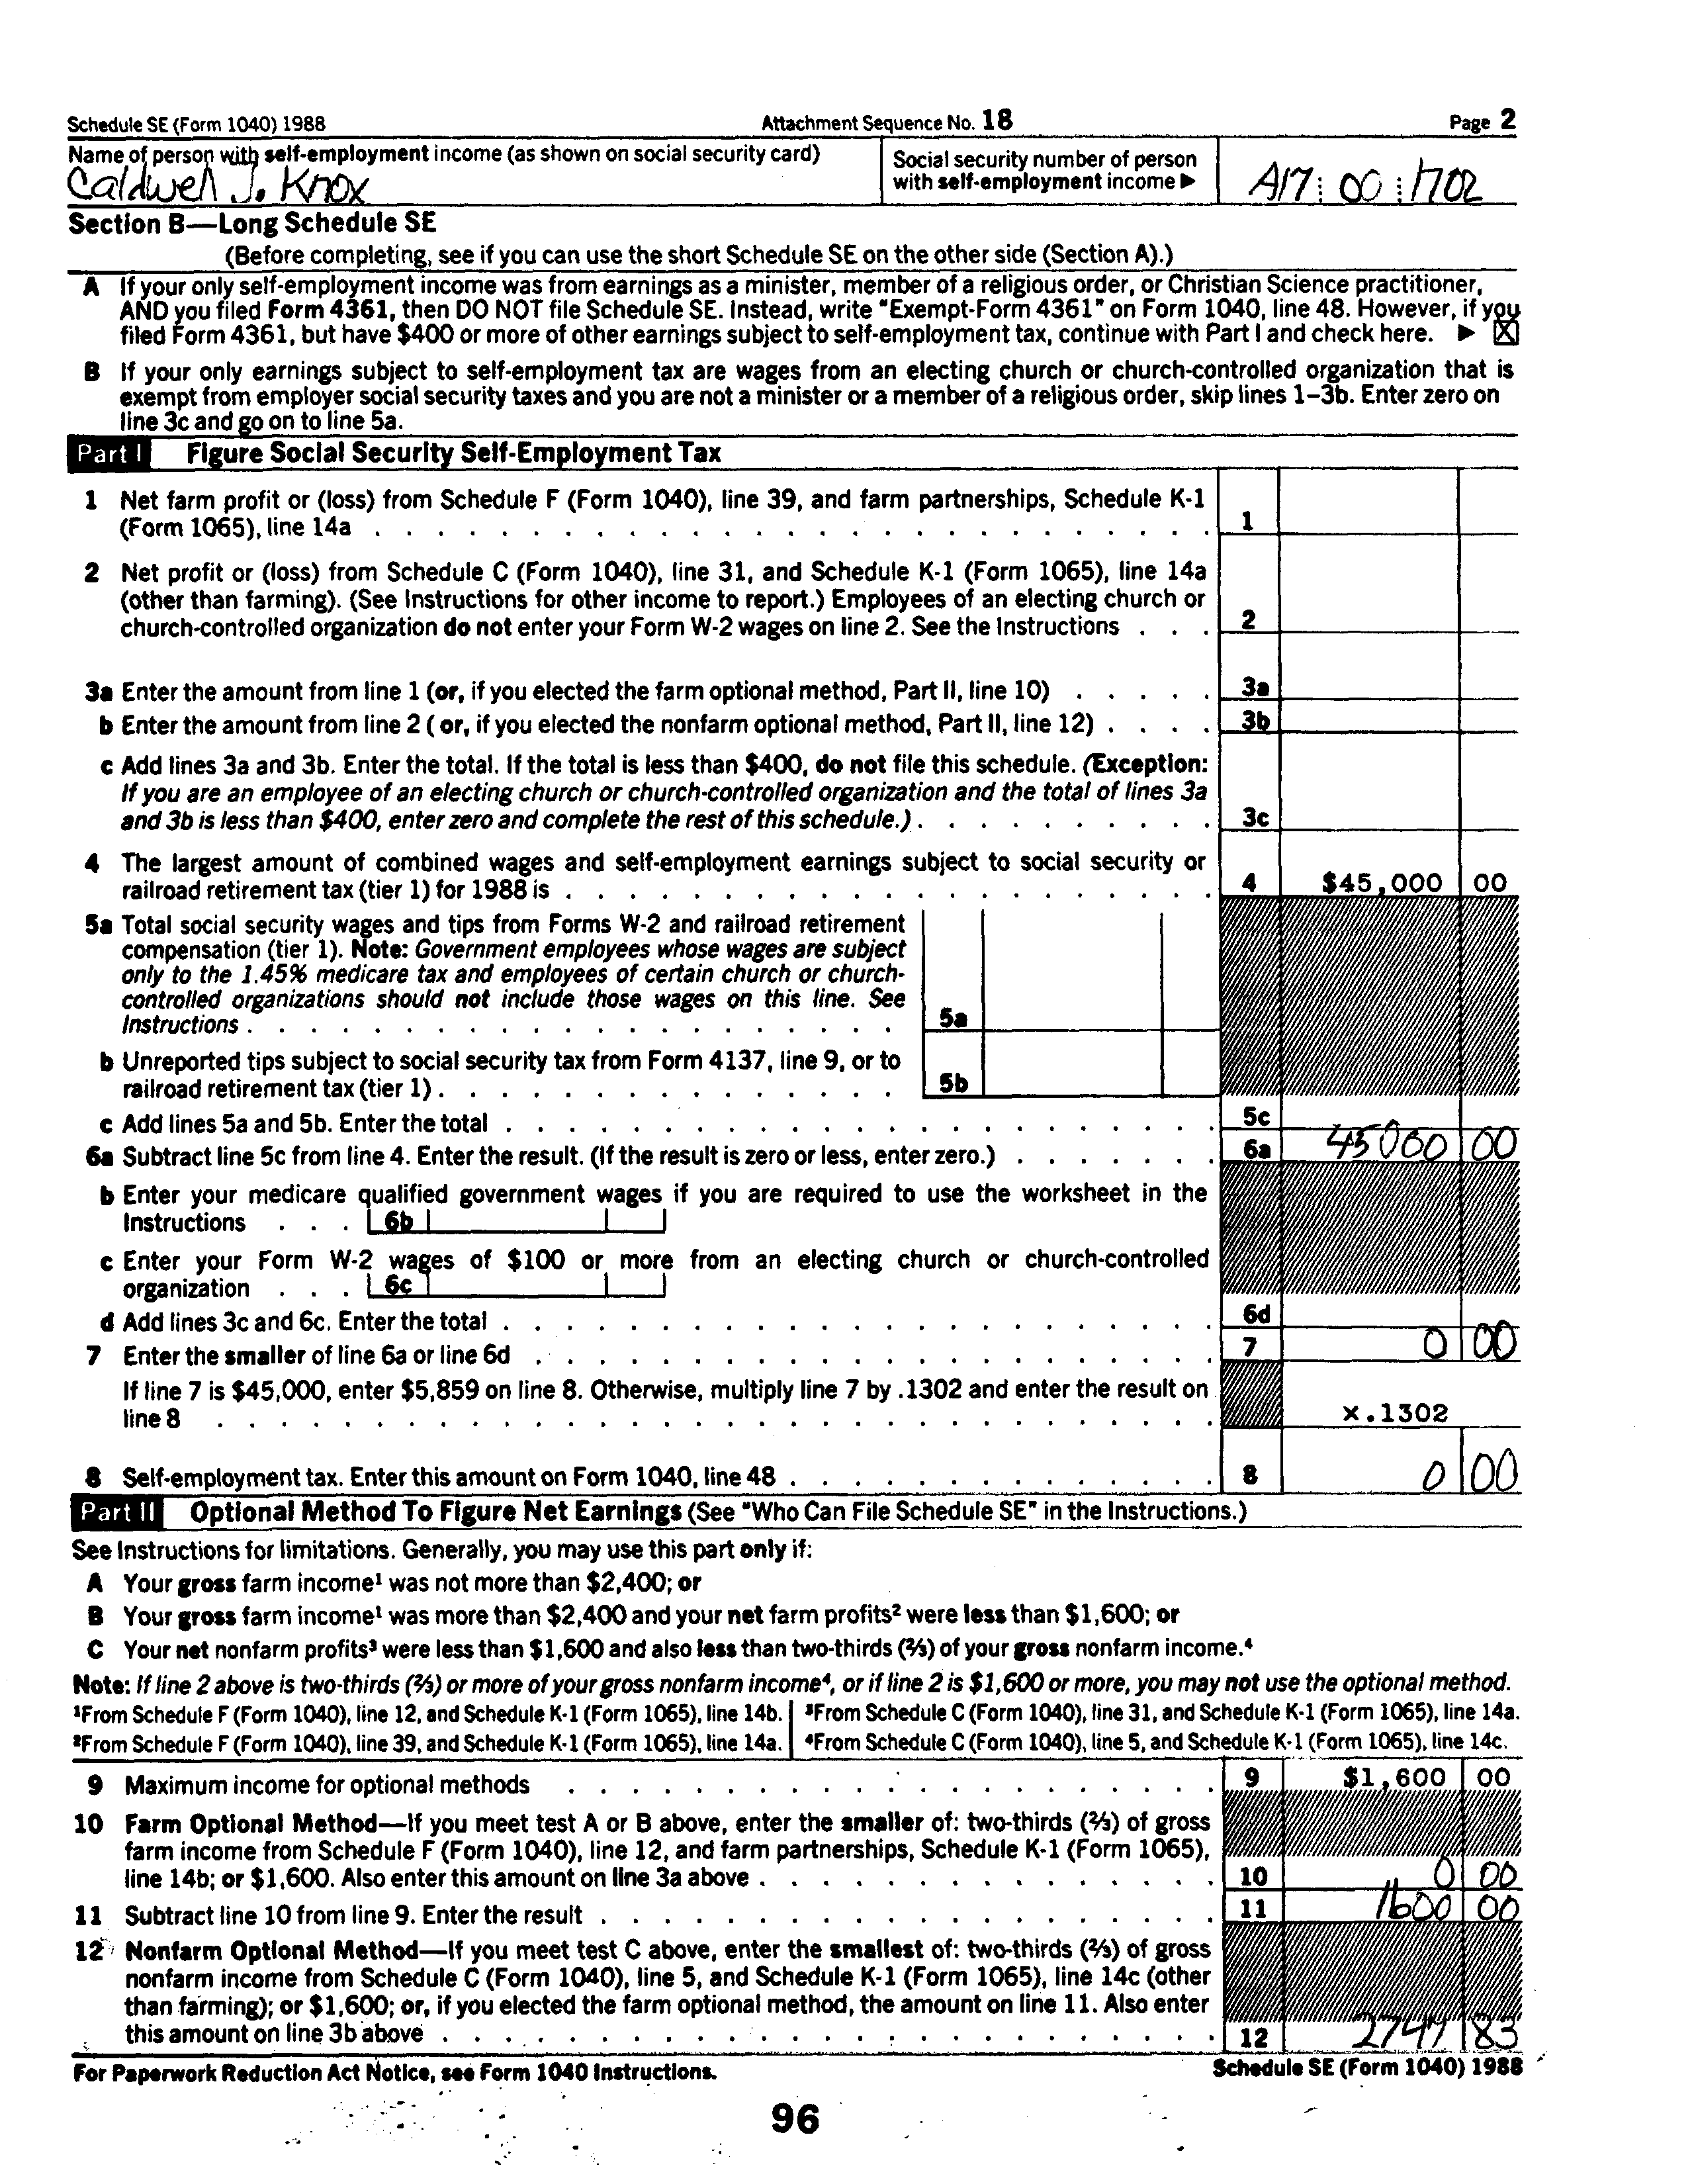 Schedule SE (Form 1040) 1988 Attachment Sequence No. 18 Page 2
Name of person with self-employment income (as shown on social security card)
Caldwell J. Knox
Social security number of person
with self-employment income ▶
A17: 00 :1702
Section B—Long Schedule SE
(Before completing, see if you can use the short Schedule SE on the other side (Section A).)
A If your only self-employment income was from earnings as a minister, member of a religious order, or Christian Science practitioner,
AND you filed Form 4361, then DO NOT file Schedule SE. Instead, write "Exempt-Form 4361" on Form 1040, line 48. However, if you
filed Form 4361, but have $400 or more of other earnings subject to self-employment tax, continue with Part I and check here. ▶ ☒
B If your only earnings subject to self-employment tax are wages from an electing church or church-controlled organization that is
exempt from employer social security taxes and you are not a minister or a member of a religious order, skip lines 1–3b. Enter zero on
line 3c and go on to line 5a.
Part I Figure Social Security Self-Employment Tax
1 Net farm profit or (loss) from Schedule F (Form 1040), line 39, and farm partnerships, Schedule K-1
(Form 1065), line 14a . . . 1
2 Net profit or (loss) from Schedule C (Form 1040), line 31, and Schedule K-1 (Form 1065), line 14a
(other than farming). (See Instructions for other income to report.) Employees of an electing church or
church-controlled organization do not enter your Form W-2 wages on line 2. See the Instructions . . . 2
3a Enter the amount from line 1 (or, if you elected the farm optional method, Part II, line 10) . . . 3a
b Enter the amount from line 2 ( or, if you elected the nonfarm optional method, Part II, line 12) . . . 3b
c Add lines 3a and 3b. Enter the total. If the total is less than $400, do not file this schedule. (Exception:
If you are an employee of an electing church or church-controlled organization and the total of lines 3a
and 3b is less than $400, enter zero and complete the rest of this schedule.) . . . 3c
4 The largest amount of combined wages and self-employment earnings subject to social security or
railroad retirement tax (tier 1) for 1988 is . . . 4 $45,000 00
5a Total social security wages and tips from Forms W-2 and railroad retirement
compensation (tier 1). Note: Government employees whose wages are subject
only to the 1.45% medicare tax and employees of certain church or church-
controlled organizations should not include those wages on this line. See
Instructions . . . 5a
b Unreported tips subject to social security tax from Form 4137, line 9, or to
railroad retirement tax (tier 1) . . . 5b
c Add lines 5a and 5b. Enter the total . . . 5c
6a Subtract line 5c from line 4. Enter the result. (If the result is zero or less, enter zero.) . . . 6a 45000 00
b Enter your medicare qualified government wages if you are required to use the worksheet in the
Instructions . . . 6b
c Enter your Form W-2 wages of $100 or more from an electing church or church-controlled
organization . . . 6c
d Add lines 3c and 6c. Enter the total . . . 6d
7 Enter the smaller of line 6a or line 6d . . . 7 0 00
If line 7 is $45,000, enter $5,859 on line 8. Otherwise, multiply line 7 by .1302 and enter the result on
line 8 . . . x.1302
8 Self-employment tax. Enter this amount on Form 1040, line 48 . . . 8 0 00
Part II Optional Method To Figure Net Earnings (See "Who Can File Schedule SE" in the Instructions.)
See Instructions for limitations. Generally, you may use this part only if:
A Your gross farm income¹ was not more than $2,400; or
B Your gross farm income¹ was more than $2,400 and your net farm profits² were less than $1,600; or
C Your net nonfarm profits³ were less than $1,600 and also less than two-thirds (⅔) of your gross nonfarm income.⁴
Note: If line 2 above is two-thirds (⅔) or more of your gross nonfarm income⁴, or if line 2 is $1,600 or more, you may not use the optional method.
¹From Schedule F (Form 1040), line 12, and Schedule K-1 (Form 1065), line 14b. ³From Schedule C (Form 1040), line 31, and Schedule K-1 (Form 1065), line 14a.
²From Schedule F (Form 1040), line 39, and Schedule K-1 (Form 1065), line 14a. ⁴From Schedule C (Form 1040), line 5, and Schedule K-1 (Form 1065), line 14c.
9 Maximum income for optional methods . . . 9 $1,600 00
10 Farm Optional Method—If you meet test A or B above, enter the smaller of: two-thirds (⅔) of gross
farm income from Schedule F (Form 1040), line 12, and farm partnerships, Schedule K-1 (Form 1065),
line 14b; or $1,600. Also enter this amount on line 3a above . . . 10 0 00
11 Subtract line 10 from line 9. Enter the result . . . 11 1600 00
12 Nonfarm Optional Method—If you meet test C above, enter the smallest of: two-thirds (⅔) of gross
nonfarm income from Schedule C (Form 1040), line 5, and Schedule K-1 (Form 1065), line 14c (other
than farming); or $1,600; or, if you elected the farm optional method, the amount on line 11. Also enter
this amount on line 3b above . . . 12 2747 83
For Paperwork Reduction Act Notice, see Form 1040 Instructions. Schedule SE (Form 1040) 1988
96